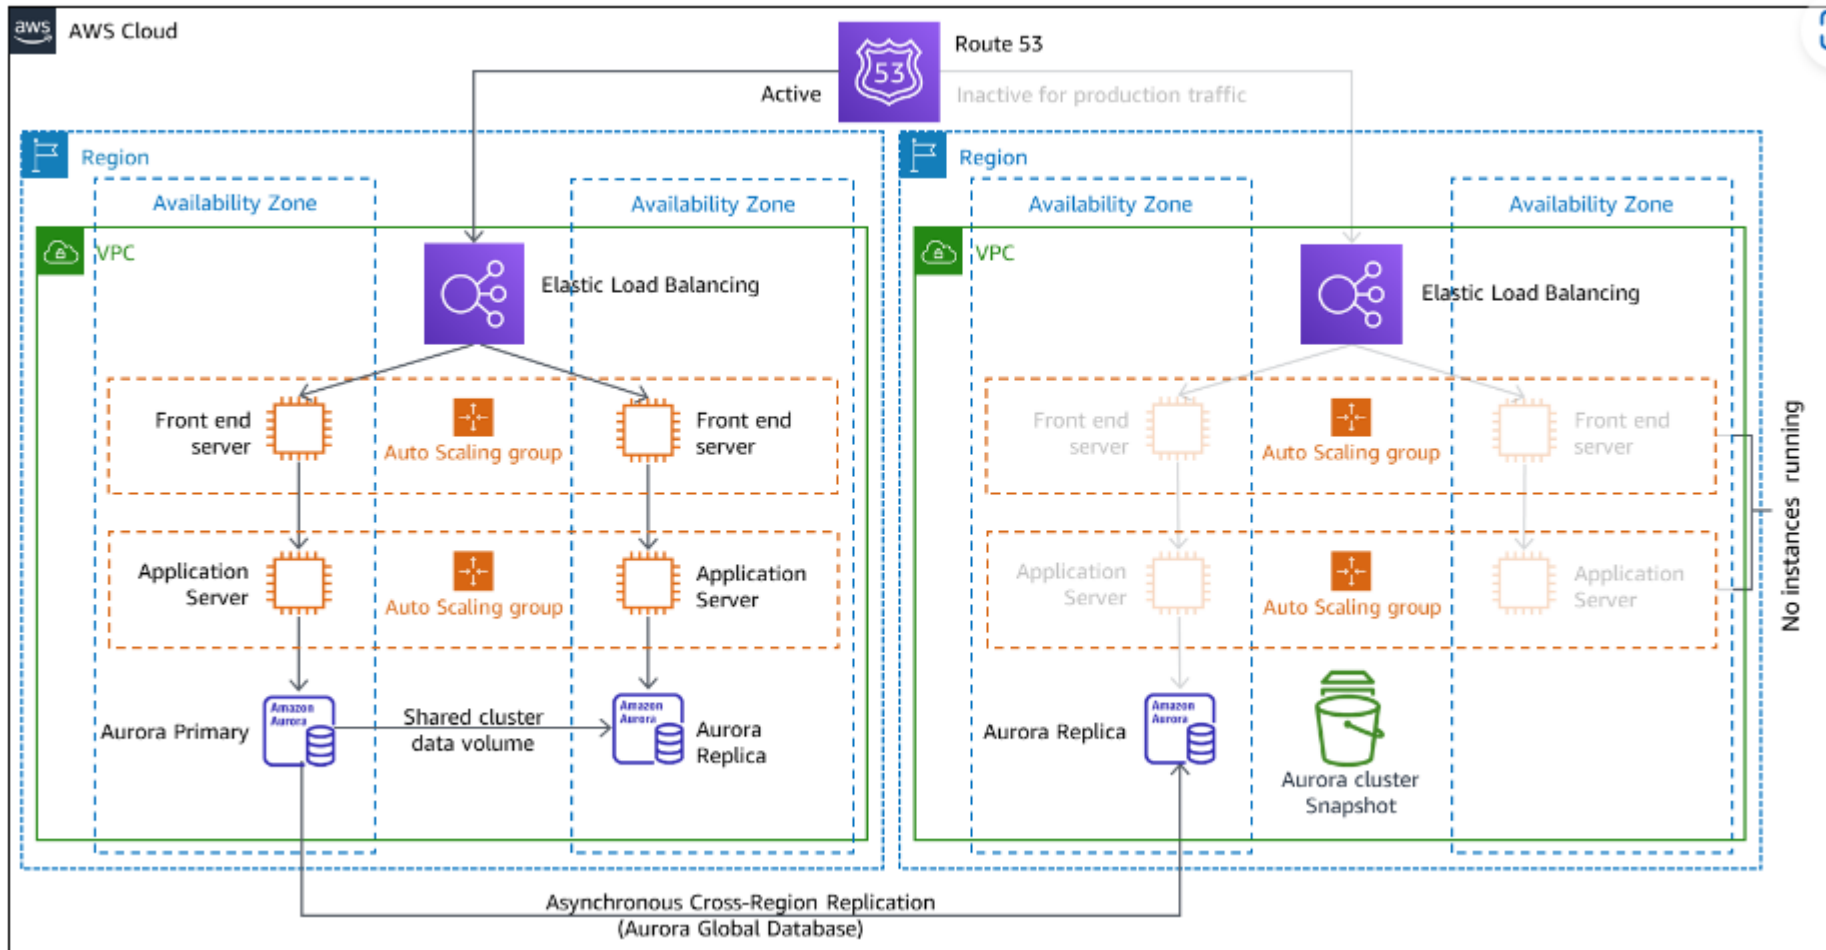 aws
AWS Cloud
53
Route 53
Active
Inactive for production traffic
Region
Availability Zone
Availability Zone
VPC
Elastic Load Balancing
Front end
server
Auto Scaling group
Front end
server
Application
Server
Auto Scaling group
Application
Server
Aurora Primary
Amazon
Aurora
Shared cluster
data volume
Amazon
Aurora
Aurora
Replica
Region
Availability Zone
Availability Zone
VPC
Elastic Load Balancing
Front end
server
Auto Scaling group
Front end
server
Application
Server
Auto Scaling group
Application
Server
No instances running
Aurora Replica
Amazon
Aurora
Aurora cluster
Snapshot
Asynchronous Cross-Region Replication
(Aurora Global Database)